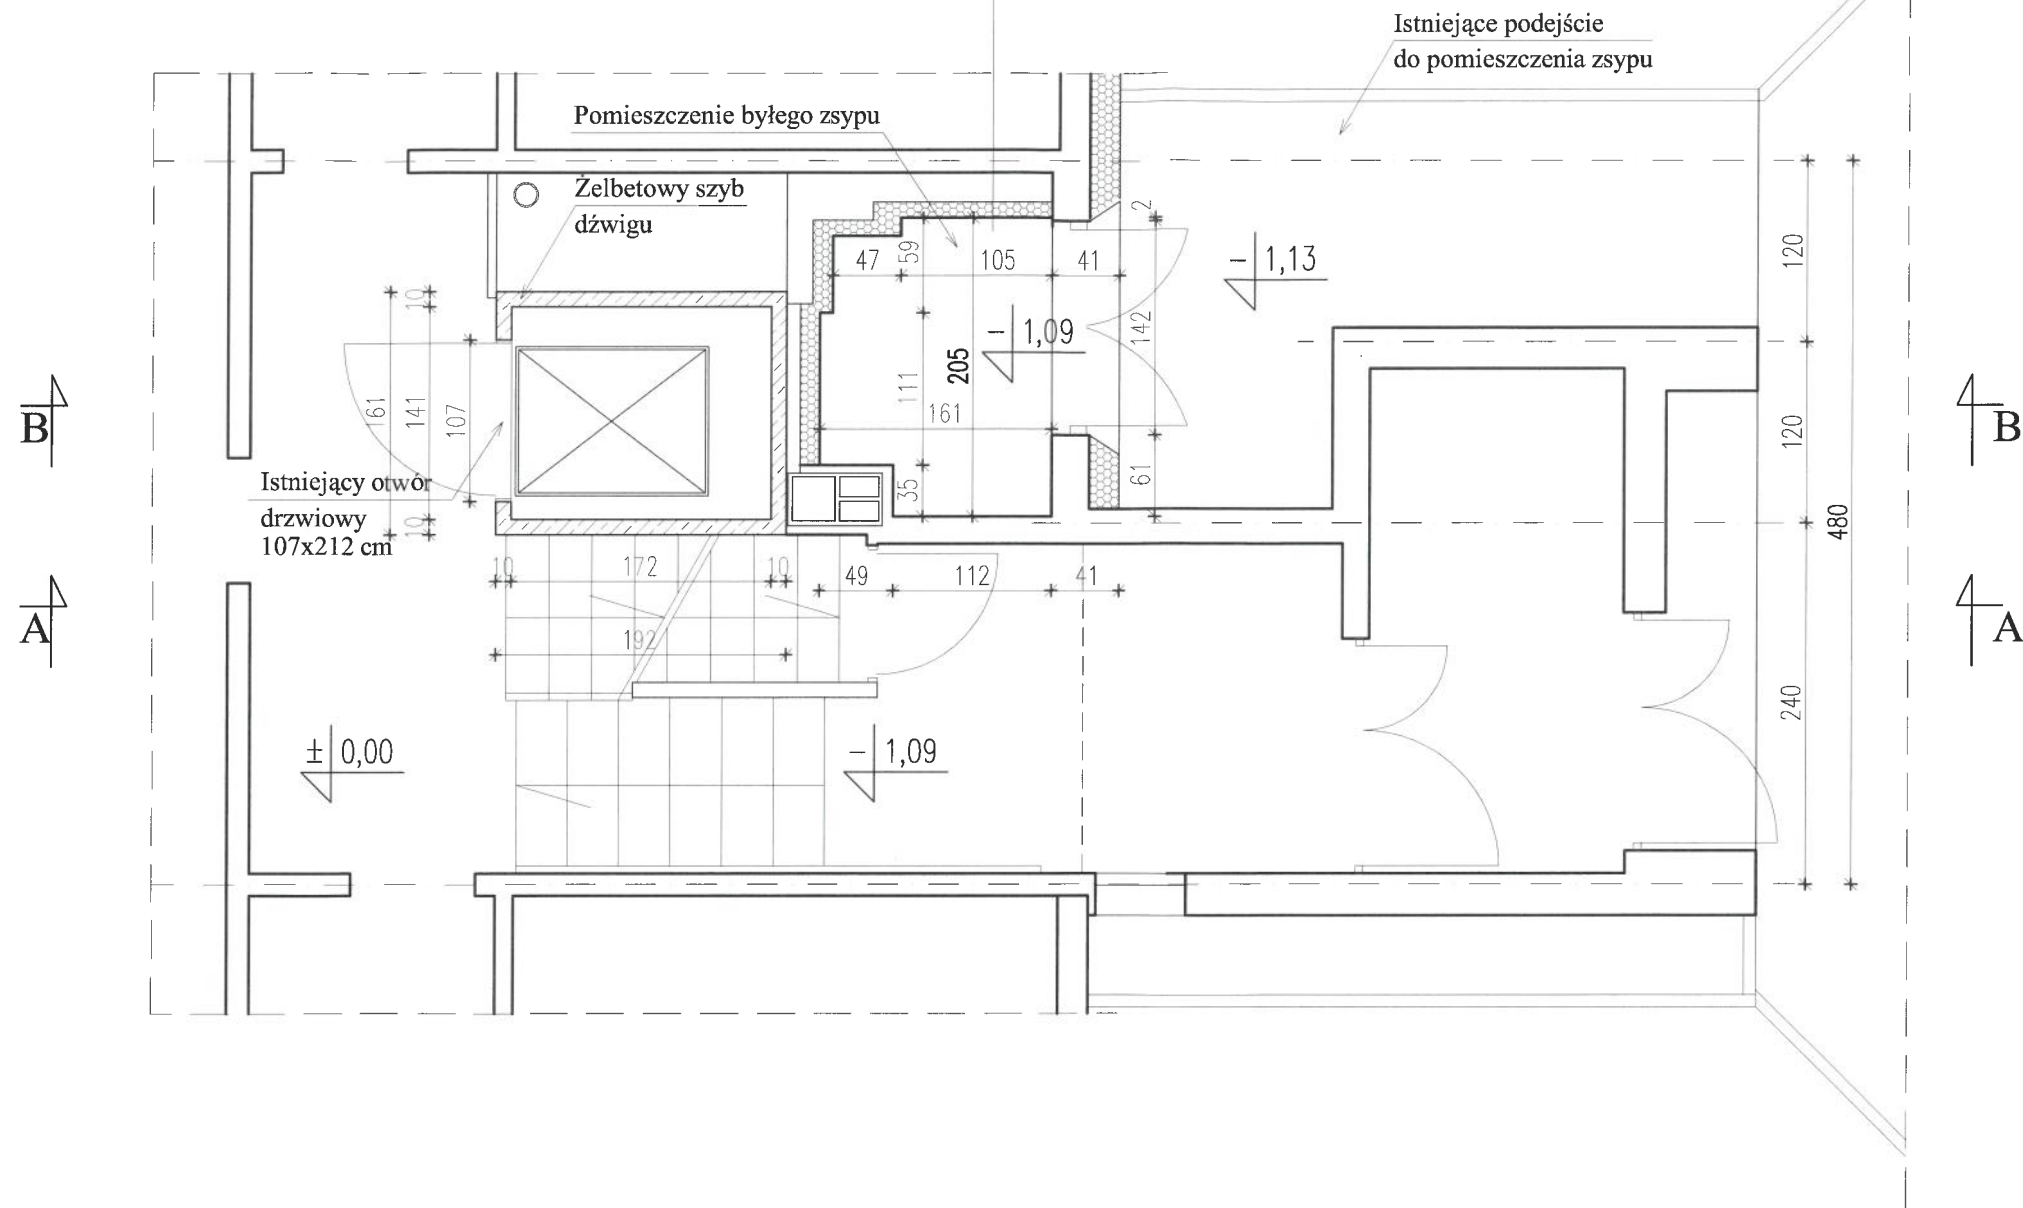 Istniejące podejście
do pomieszczenia zsypu
Pomieszczenie byłego zsypu
Żelbetowy szyb
dźwigu
2
120
47
59
105
41
- 1,13
10
- 1,09
142
205
111
161
161
141
107
120
B
B
Istniejący otwór
drzwiowy
107x212 cm
10
35
61
480
10
172
10
49
112
41
A
A
192
240
± 0,00
- 1,09